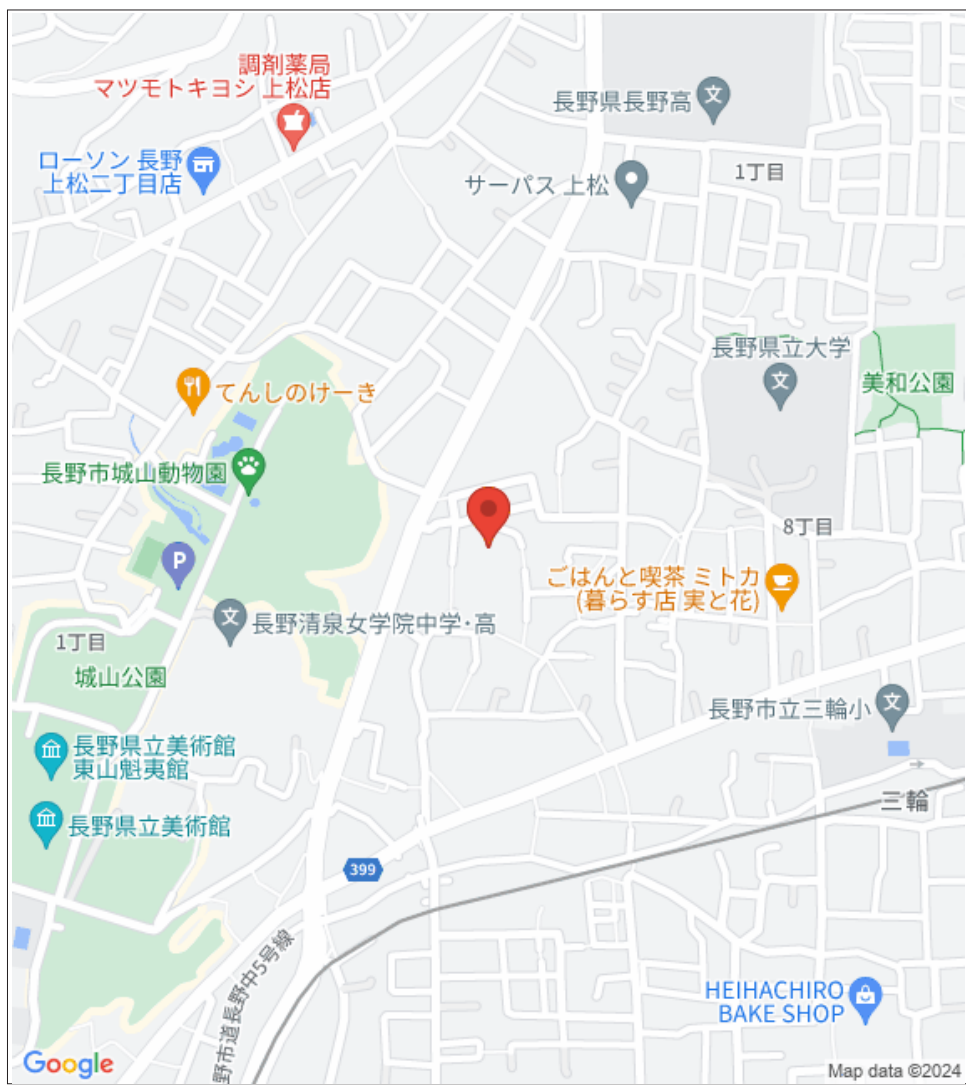 調剤薬局
マツモトキヨシ 上松店
長野県長野高
ローソン 長野
上松二丁目店
サーパス 上松
1丁目
長野県立大学
美和公園
てんしのけーき
長野市城山動物園
8丁目
P
ごはんと喫茶 ミトカ
(暮らす店 実と花)
長野清泉女学院中学・高
1丁目
城山公園
長野市立三輪小
長野県立美術館
東山魁夷館
三輪
長野県立美術館
399
野市道長野中5号線
HEIHACHIRO
BAKE SHOP
Google
Map data ©2024
文
文
文
文